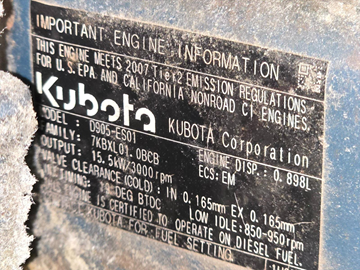 IMPORTANT ENGINE INFORMATION
THIS ENGINE MEETS 2007 Tier2 EMISSION REGULATIONS
FOR U.S.EPA AND CALIFORNIA NONROAD CI ENGINES.
Kubota KUBOTA Corporation
MODEL : D905-ES01
FAMILY: 7KBXL01.0BCB ENGINE DISP.: 0.898L
OUTPUT: 15.5kW/3000rpm ECS:EM
VALVE CLEARANCE (COLD): IN 0.165mm EX 0.165mm
DEG BTDC LOW IDLE: 850-950rpm
IS CERTIFIED TO OPERATE ON DIESEL FUEL.
KUBOTA FOR FUEL SETTING.